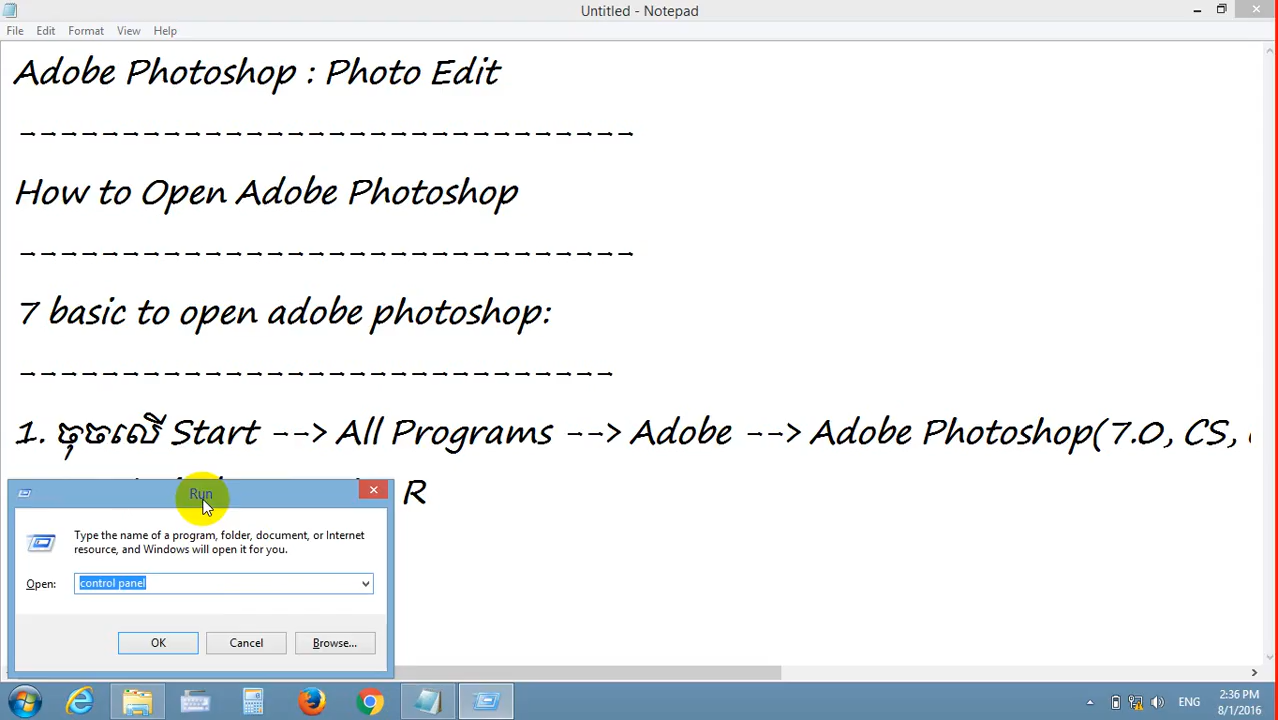 Untitled - Notepad
File Edit Format View Help
Adobe Photoshop : Photo Edit
------------------------------
How to Open Adobe Photoshop
------------------------------
7 basic to open adobe photoshop:
-----------------------------
1. ចុចលើ Start --> All Programs --> Adobe --> Adobe Photoshop(7.0, CS,
R
Run
Type the name of a program, folder, document, or Internet
resource, and Windows will open it for you.
Open: control panel
OK Cancel Browse...
ENG
2:36 PM
8/1/2016